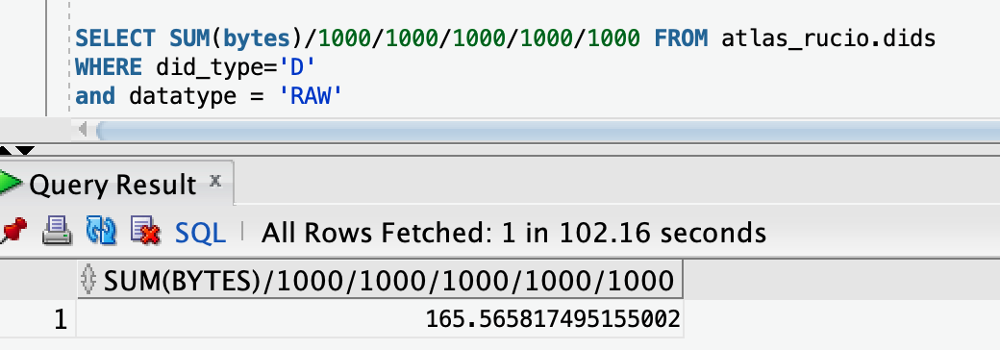 SELECT SUM(bytes)/1000/1000/1000/1000/1000 FROM atlas_rucio.dids
WHERE did_type='D'
and datatype = 'RAW'
Query Result x
SQL | All Rows Fetched: 1 in 102.16 seconds
SUM(BYTES)/1000/1000/1000/1000/1000
1 165.565817495155002